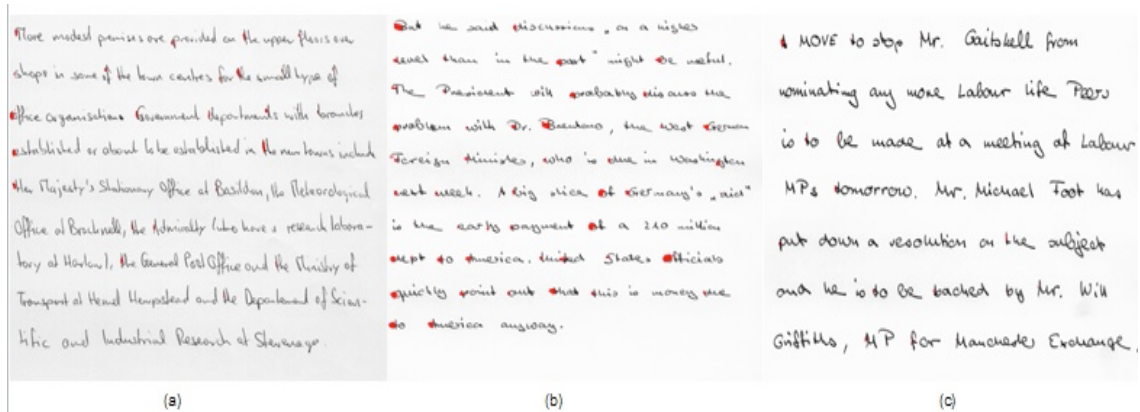 More modest premises are provided on the upper floors over
shops in some of the town centres for the small type of
office organisation. Government departments with branches
established or about to be established in the new towns include
Her Majesty's Stationary Office at Basildon, the Meteorological
Office at Bracknell, the Admiralty (who have a research labora-
tory at Harlow), the General Post Office and the Ministry of
Transport at Hemel Hempstead and the Department of Scien-
tific and Industrial Research at Stevenage.
(a)
But he said discussions "on a higher
level than in the past" might be useful.
The President will probably discuss the
problem with Dr. Brentano, the West German
Foreign Minister, who is due in Washington
next week. A big slice of Germany's "aid"
is the early payment of a 210 million
dept to America. United States officials
quickly point out that this is money due
to America anyway.
(b)
A MOVE to stop Mr. Gaitskell from
nominating any more Labour life Peers
is to be made at a meeting of Labour
MPs tomorrow. Mr. Michael Foot has
put down a resolution on the subject
and he is to be backed by Mr. Will
Griffiths, MP for Manchester Exchange.
(c)